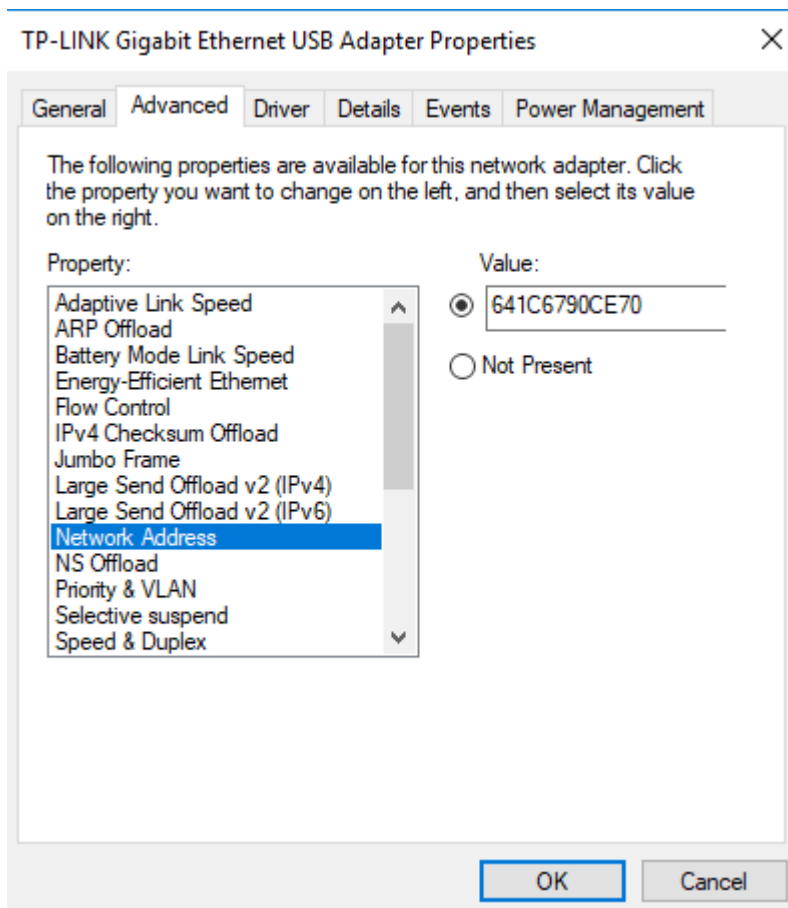 TP-LINK Gigabit Ethernet USB Adapter Properties
General Advanced Driver Details Events Power Management
The following properties are available for this network adapter. Click
the property you want to change on the left, and then select its value
on the right.
Property:
Adaptive Link Speed
ARP Offload
Battery Mode Link Speed
Energy-Efficient Ethernet
Flow Control
IPv4 Checksum Offload
Jumbo Frame
Large Send Offload v2 (IPv4)
Large Send Offload v2 (IPv6)
Network Address
NS Offload
Priority & VLAN
Selective suspend
Speed & Duplex
Value:
641C6790CE70
Not Present
OK Cancel